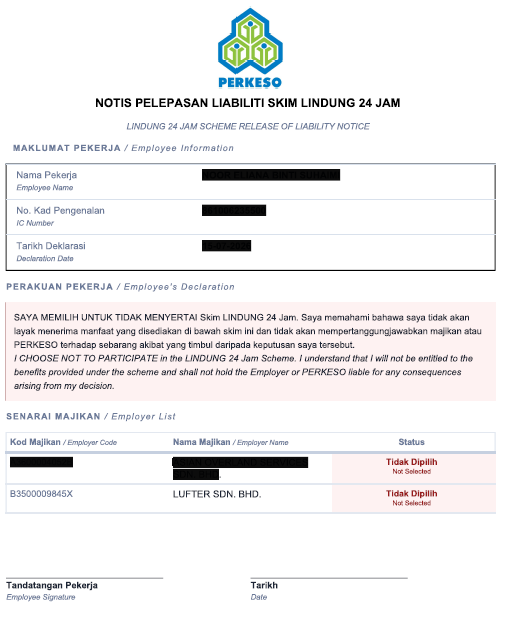 PERKESO
NOTIS PELEPASAN LIABILITI SKIM LINDUNG 24 JAM
LINDUNG 24 JAM SCHEME RELEASE OF LIABILITY NOTICE
MAKLUMAT PEKERJA / Employee Information
Nama Pekerja
Employee Name
No. Kad Pengenalan
IC Number
Tarikh Deklarasi
Declaration Date
PERAKUAN PEKERJA / Employee's Declaration
SAYA MEMILIH UNTUK TIDAK MENYERTAI Skim LINDUNG 24 Jam. Saya memahami bahawa saya tidak akan
layak menerima manfaat yang disediakan di bawah skim ini dan tidak akan mempertanggungjawabkan majikan atau
PERKESO terhadap sebarang akibat yang timbul daripada keputusan saya tersebut.
I CHOOSE NOT TO PARTICIPATE in the LINDUNG 24 Jam Scheme. I understand that I will not be entitled to the
benefits provided under the scheme and shall not hold the Employer or PERKESO liable for any consequences
arising from my decision.
SENARAI MAJIKAN / Employer List
Kod Majikan / Employer Code Nama Majikan / Employer Name Status
Tidak Dipilih
Not Selected
B3500009845X LUFTER SDN. BHD. Tidak Dipilih
Not Selected
Tandatangan Pekerja Tarikh
Employee Signature Date